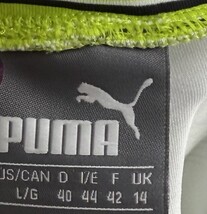 PUMA
US/CAN D I/E F UK
L/G 40 44 42 14